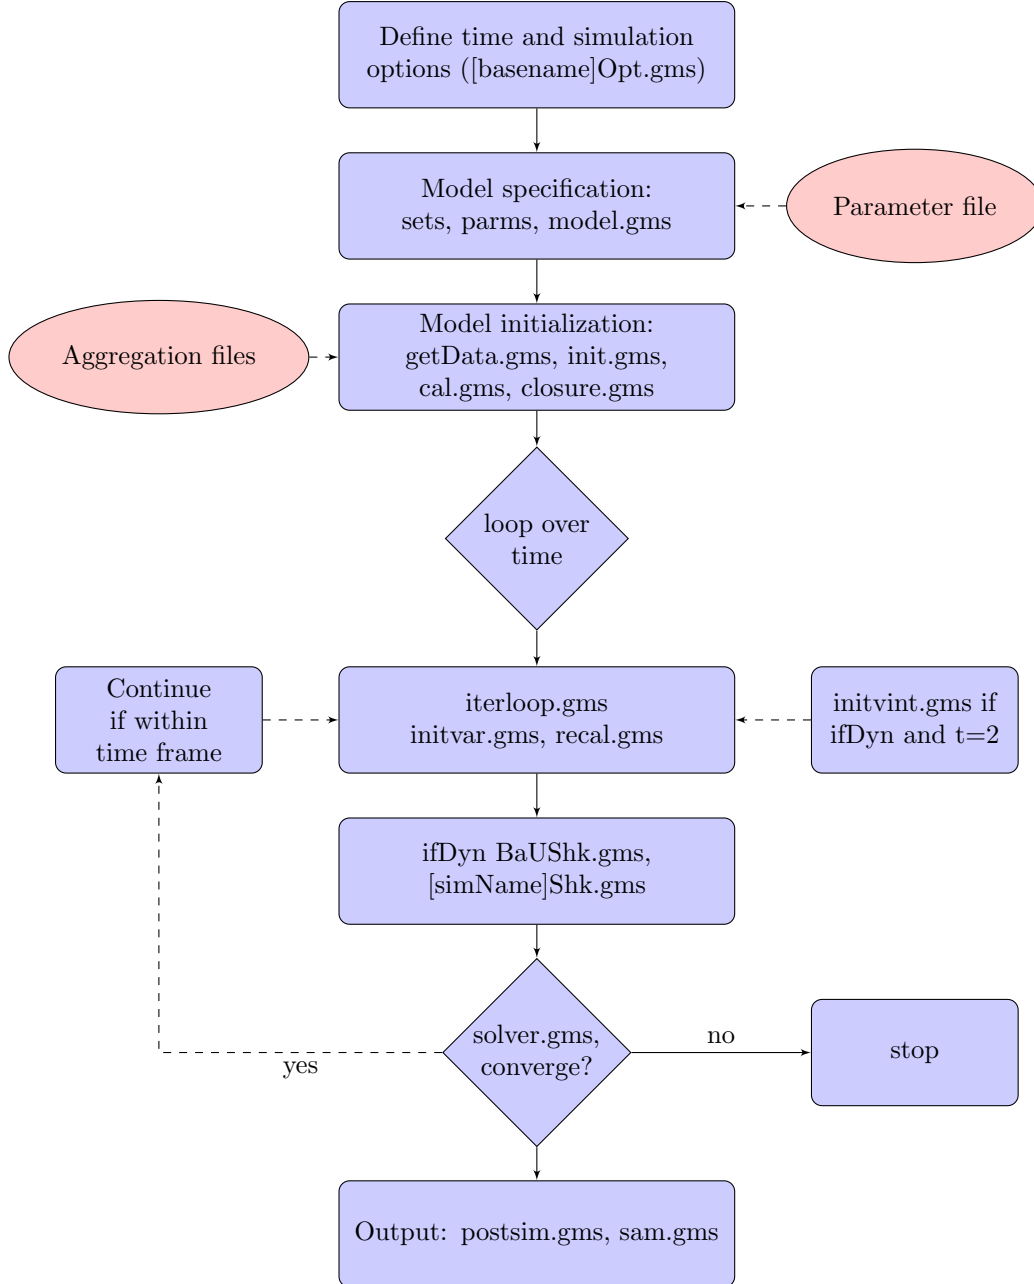 Define time and simulation
options ([basename]Opt.gms)
Model specification:
sets, parms, model.gms
Parameter file
Model initialization:
getData.gms, init.gms,
cal.gms, closure.gms
Aggregation files
loop over
time
Continue
if within
time frame
iterloop.gms
initvar.gms, recal.gms
initvint.gms if
ifDyn and t=2
ifDyn BaUShk.gms,
[simName]Shk.gms
solver.gms,
converge?
yes
no
stop
Output: postsim.gms, sam.gms